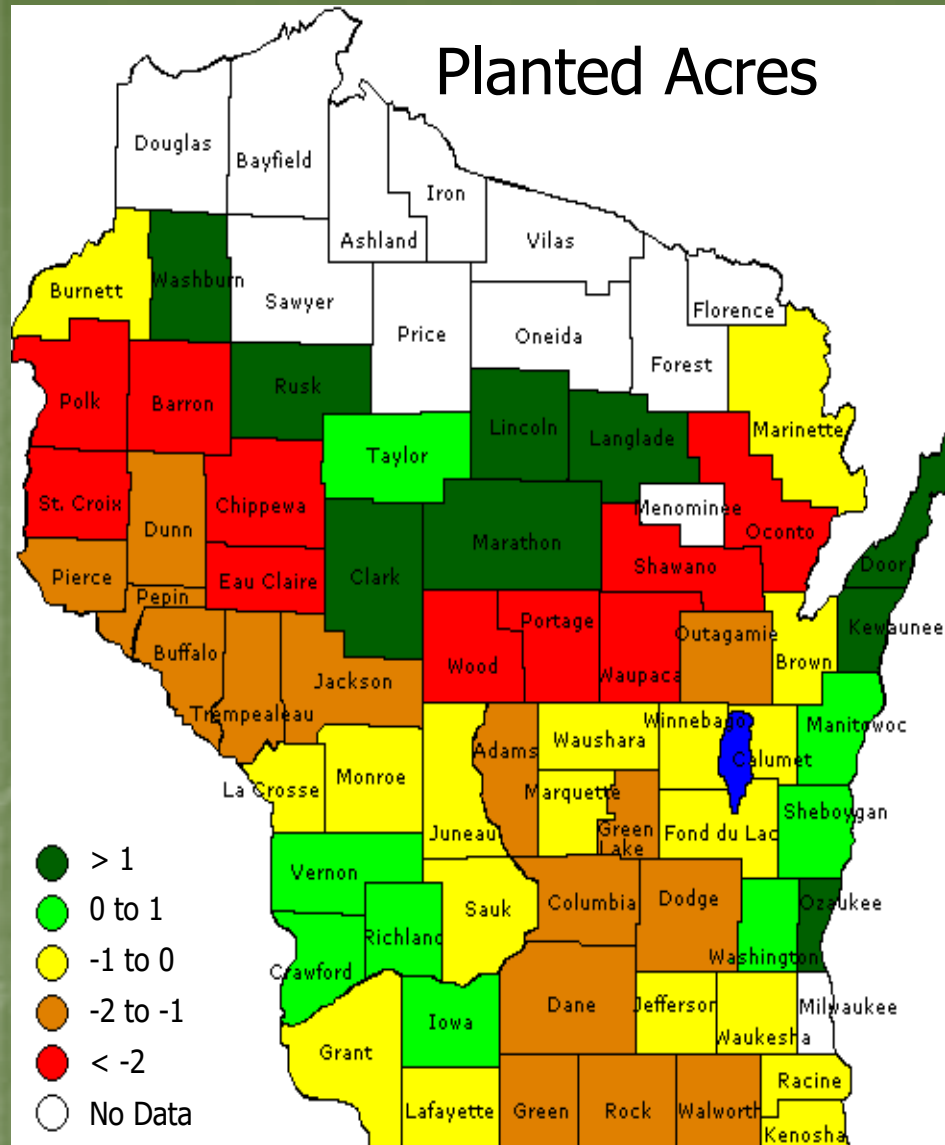 Planted Acres
Douglas
Bayfield
Iron
Ashland
Vilas
Burnett
Washburn
Sawyer
Florence
Price
Oneida
Forest
Polk
Barron
Rusk
Lincoln
Langlade
Marinette
Taylor
St. Croix
Chippewa
Menominee
Dunn
Oconto
Marathon
Shawano
Door
Pierce
Eau Claire
Clark
Pepin
Portage
Outagamie
Kewaunee
Buffalo
Wood
Waupaca
Brown
Jackson
Trempealeau
Winnebago
Manitowoc
Adams
Waushara
Calumet
La Crosse
Monroe
Marquette
Sheboygan
Juneau
Green
Lake
Fond du Lac
Vernon
Sauk
Columbia
Dodge
Ozaukee
Richland
Washington
Crawford
Dane
Jefferson
Milwaukee
Iowa
Waukesha
Grant
Racine
Lafayette
Green
Rock
Walworth
Kenosha
> 1
0 to 1
-1 to 0
-2 to -1
< -2
No Data